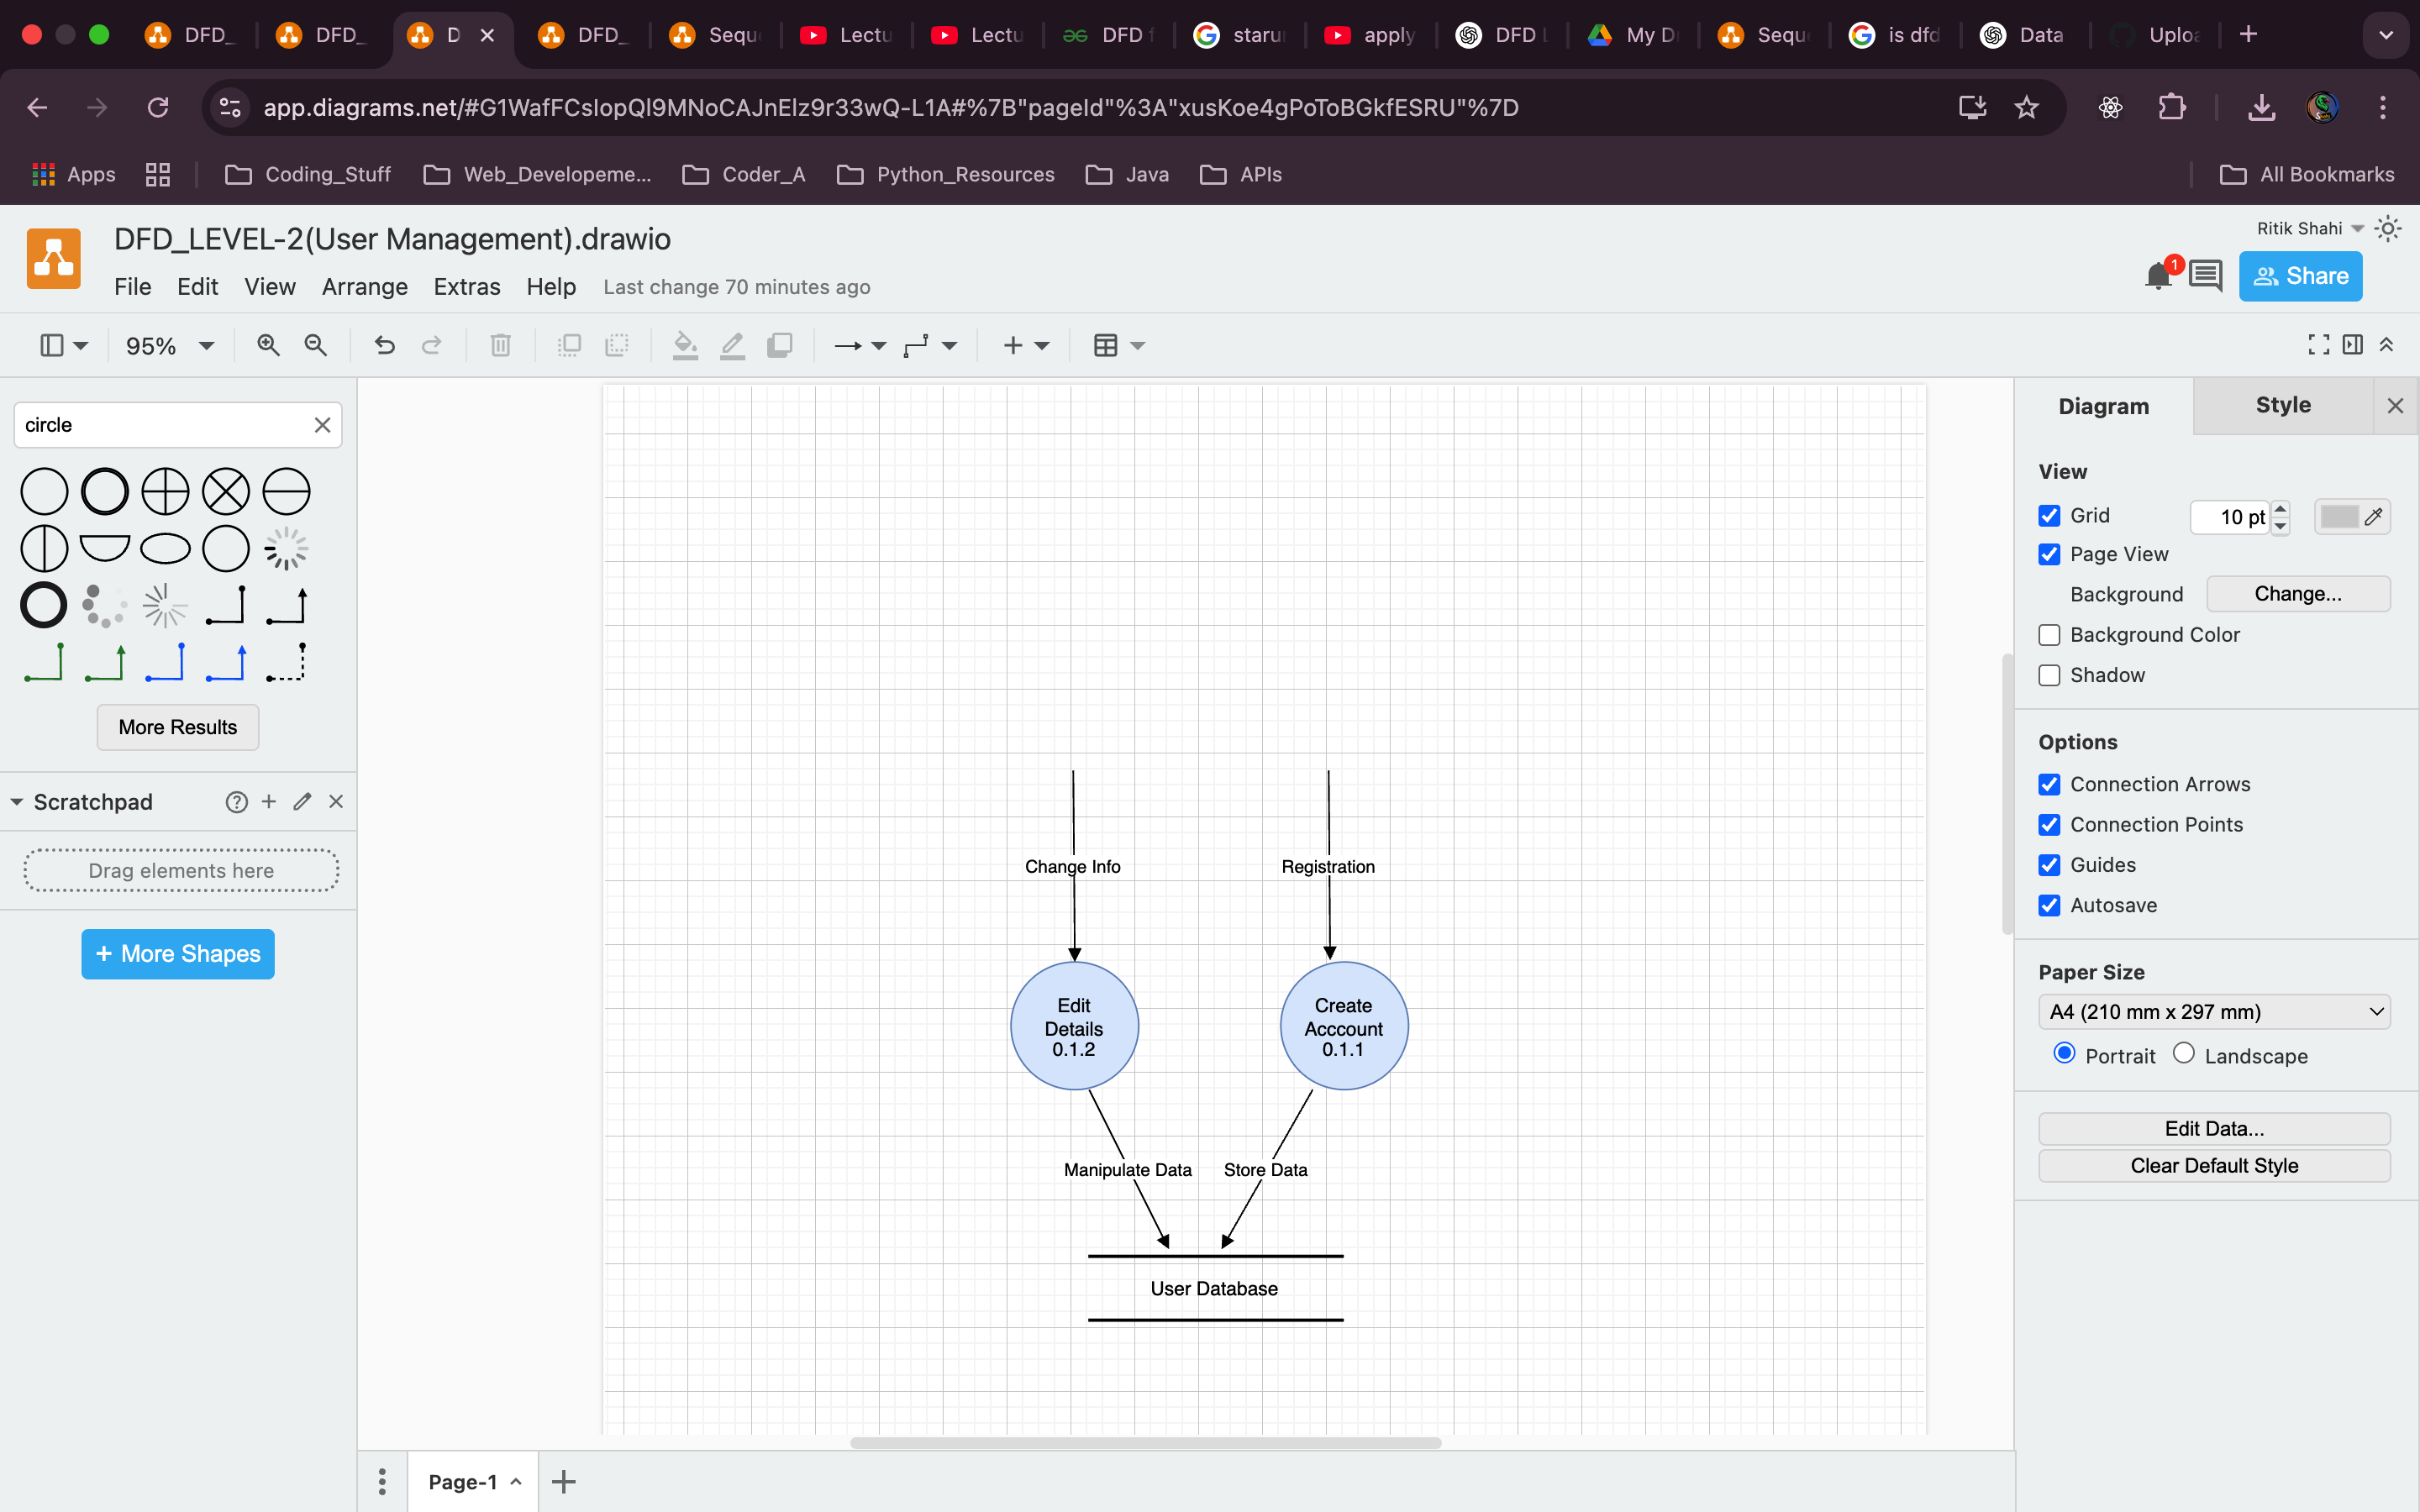 DFD_
DFD_
D
DFD_
Sequ
Lectu
Lectu
DFD f
starur
apply
DFD L
My D
Sequ
is dfd
Data
Uploa
app.diagrams.net/#G1WafFCslopQl9MNoCAJnElz9r33wQ-L1A#%7B"pageId"%3A"xusKoe4gPoToBGkfESRU"%7D
Apps
Coding_Stuff
Web_Developeme...
Coder_A
Python_Resources
Java
APIs
All Bookmarks
DFD_LEVEL-2(User Management).drawio
Ritik Shahi
File Edit View Arrange Extras Help Last change 70 minutes ago
1
Share
95%
circle
More Results
Scratchpad
Drag elements here
+ More Shapes
Change Info
Registration
Edit
Details
0.1.2
Create
Acccount
0.1.1
Manipulate Data
Store Data
User Database
Page-1
Diagram
Style
View
Grid
10 pt
Page View
Background
Change...
Background Color
Shadow
Options
Connection Arrows
Connection Points
Guides
Autosave
Paper Size
A4 (210 mm x 297 mm)
Portrait
Landscape
Edit Data...
Clear Default Style